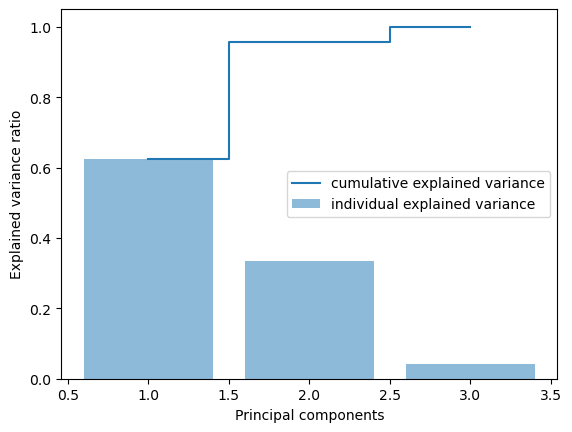 1.0
0.8
0.6
0.4
0.2
0.0
Explained variance ratio
cumulative explained variance
individual explained variance
0.5 1.0 1.5 2.0 2.5 3.0 3.5
Principal components